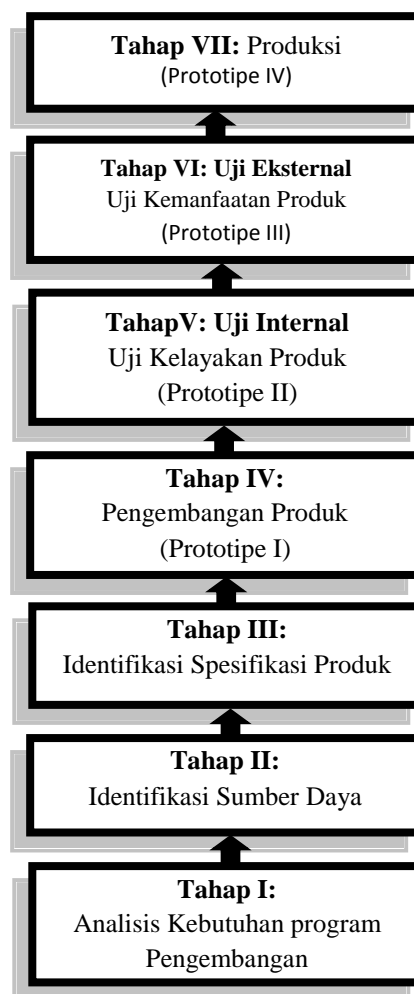 Tahap VII: Produksi
(Prototipe IV)
Tahap VI: Uji Eksternal
Uji Kemanfaatan Produk
(Prototipe III)
TahapV: Uji Internal
Uji Kelayakan Produk
(Prototipe II)
Tahap IV:
Pengembangan Produk
(Prototipe I)
Tahap III:
Identifikasi Spesifikasi Produk
Tahap II:
Identifikasi Sumber Daya
Tahap I:
Analisis Kebutuhan program
Pengembangan